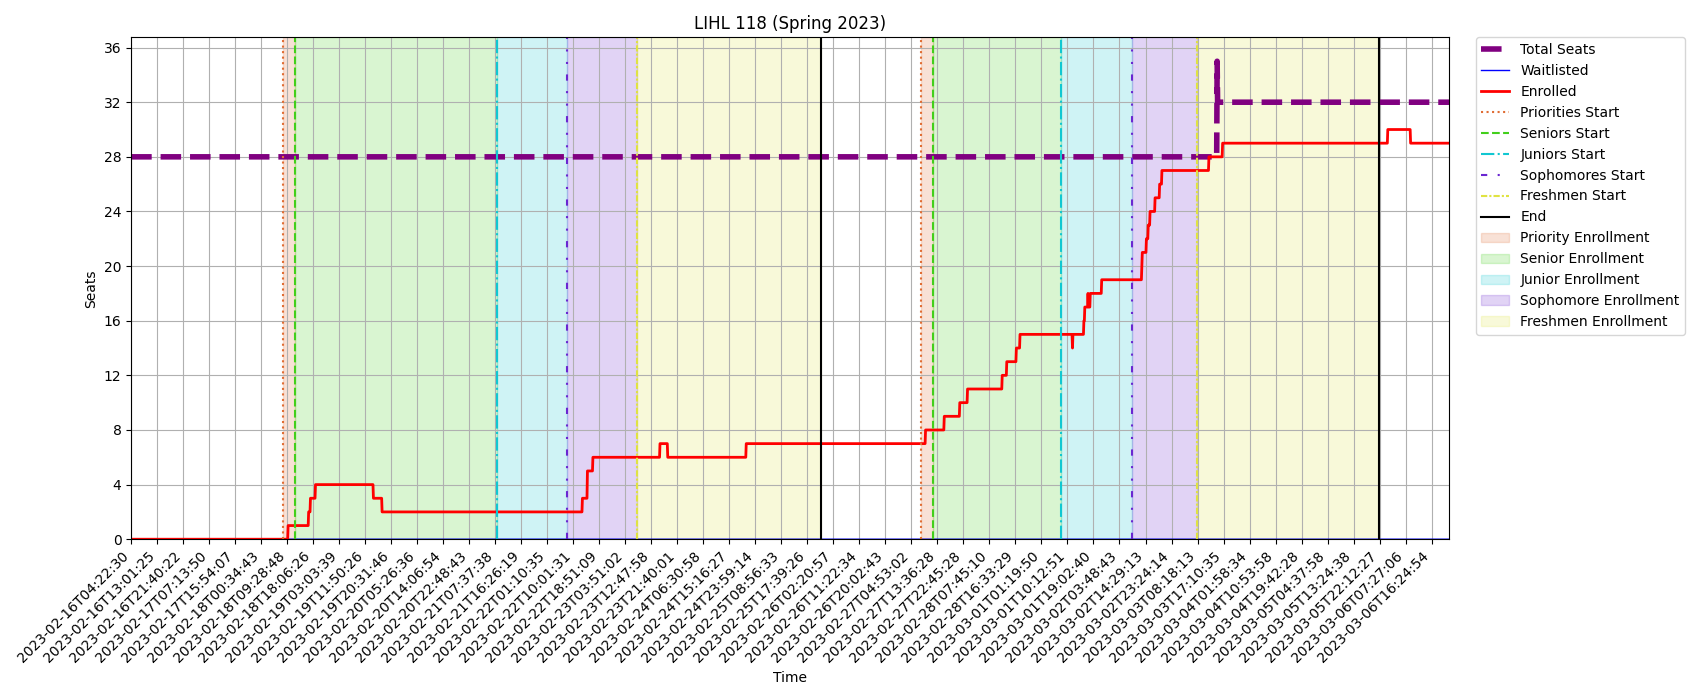 LIHL 118 (Spring 2023)
36
32
28
24
20
16
12
8
4
0
Seats
2023-02-16T04:22:30
2023-02-16T13:01:25
2023-02-16T21:40:22
2023-02-17T07:13:50
2023-02-17T15:54:07
2023-02-18T00:34:43
2023-02-18T09:28:48
2023-02-18T18:06:26
2023-02-19T03:03:39
2023-02-19T11:50:26
2023-02-19T20:31:46
2023-02-20T05:26:36
2023-02-20T14:06:54
2023-02-20T22:48:43
2023-02-21T07:37:38
2023-02-21T16:26:19
2023-02-22T01:10:35
2023-02-22T10:01:31
2023-02-22T18:51:09
2023-02-23T03:51:02
2023-02-23T12:47:58
2023-02-23T21:40:01
2023-02-24T06:30:58
2023-02-24T15:16:27
2023-02-24T23:59:14
2023-02-25T08:56:33
2023-02-25T17:39:26
2023-02-26T02:20:57
2023-02-26T11:22:34
2023-02-26T20:02:43
2023-02-27T04:53:02
2023-02-27T13:36:28
2023-02-27T22:45:28
2023-02-28T07:45:10
2023-02-28T16:33:29
2023-03-01T01:19:50
2023-03-01T10:12:51
2023-03-01T19:02:40
2023-03-02T03:48:43
2023-03-02T14:29:13
2023-03-02T23:24:14
2023-03-03T08:18:13
2023-03-03T17:10:35
2023-03-04T01:58:34
2023-03-04T10:53:58
2023-03-04T19:42:28
2023-03-05T04:37:58
2023-03-05T13:24:38
2023-03-05T22:12:27
2023-03-06T07:27:06
2023-03-06T16:24:54
Time
Total Seats
Waitlisted
Enrolled
Priorities Start
Seniors Start
Juniors Start
Sophomores Start
Freshmen Start
End
Priority Enrollment
Senior Enrollment
Junior Enrollment
Sophomore Enrollment
Freshmen Enrollment